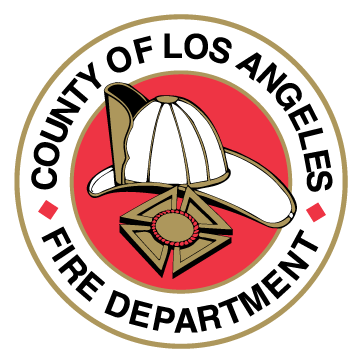 COUNTY OF LOS ANGELES
FIRE DEPARTMENT